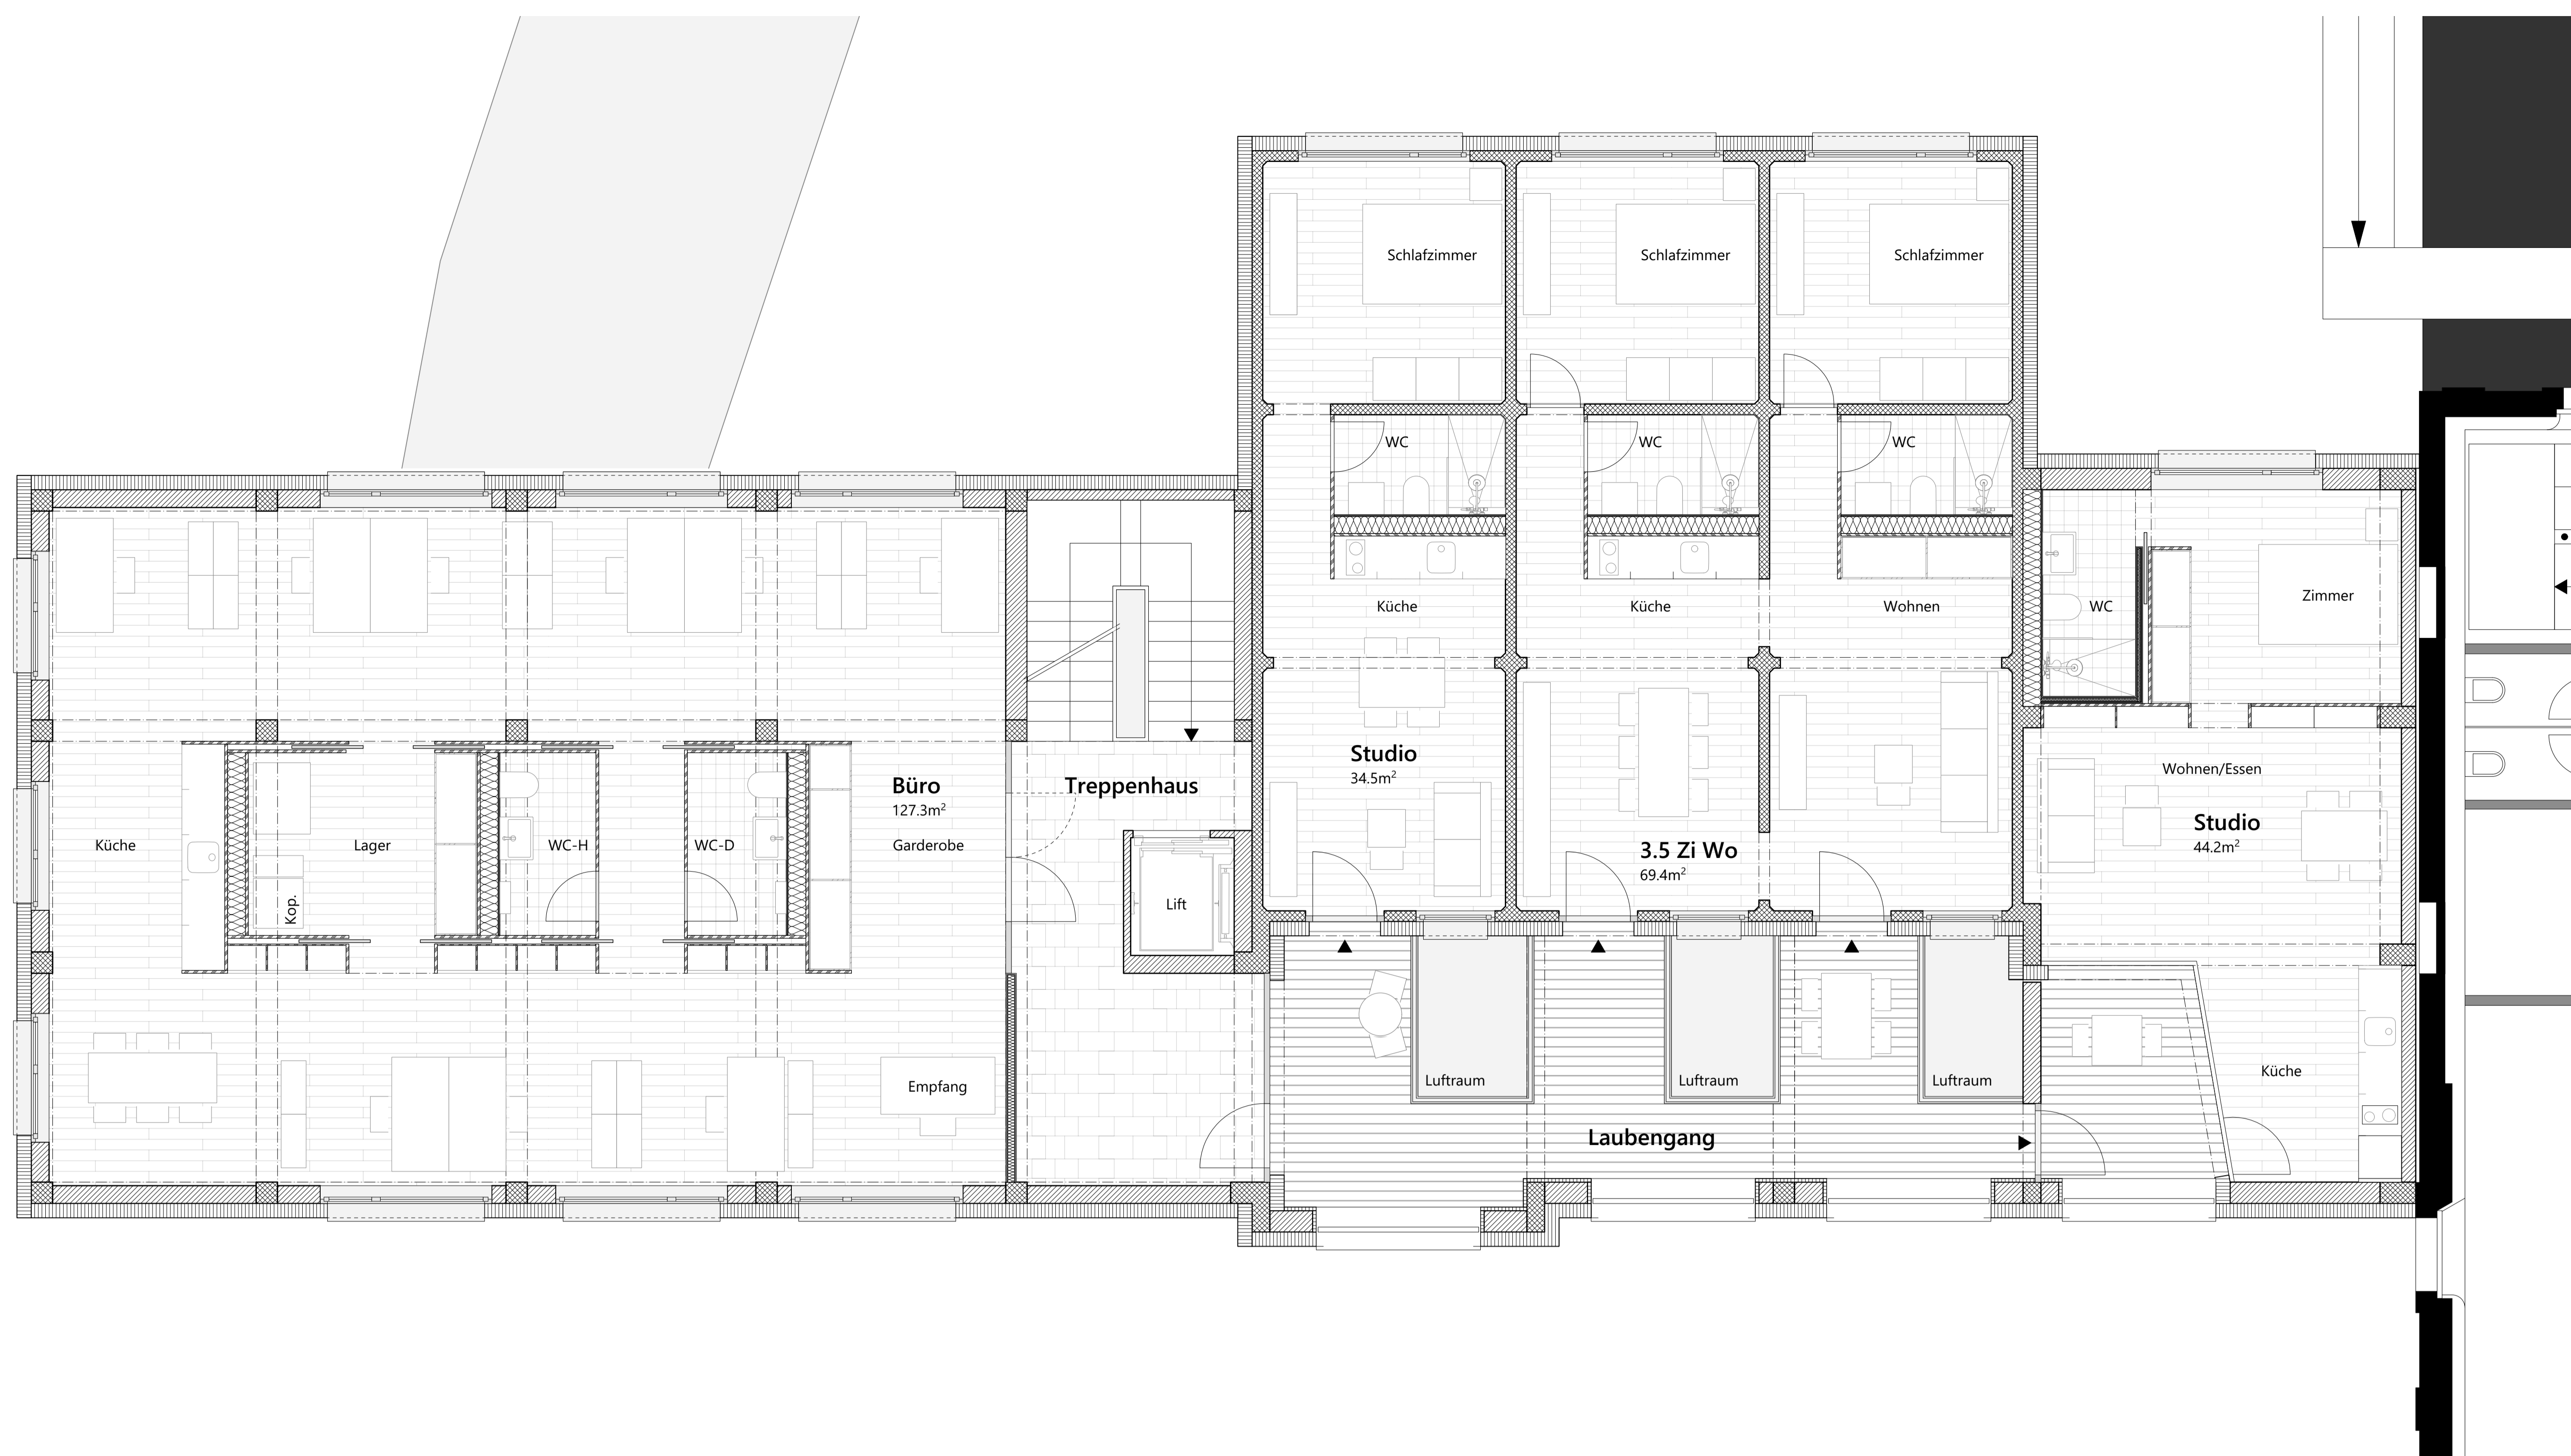 Schlafzimmer
Schlafzimmer
Schlafzimmer
WC
WC
WC
Küche
Küche
Wohnen
WC
Zimmer
Studio
34.5m²
Wohnen/Essen
Büro
127.3m²
Treppenhaus
Studio
44.2m²
Küche
Lager
WC-H
WC-D
Garderobe
3.5 Zi Wo
69.4m²
Kop.
Lift
Empfang
Luftraum
Luftraum
Luftraum
Küche
Laubengang